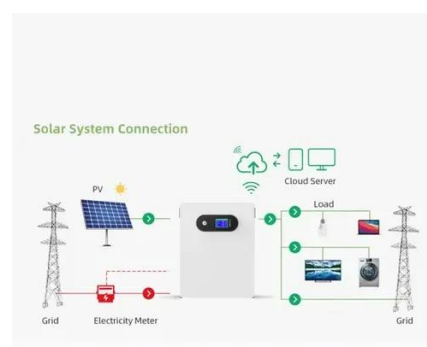 Solar System Connection
Cloud Server
PV
Load
Grid
Electricity Meter
Grid